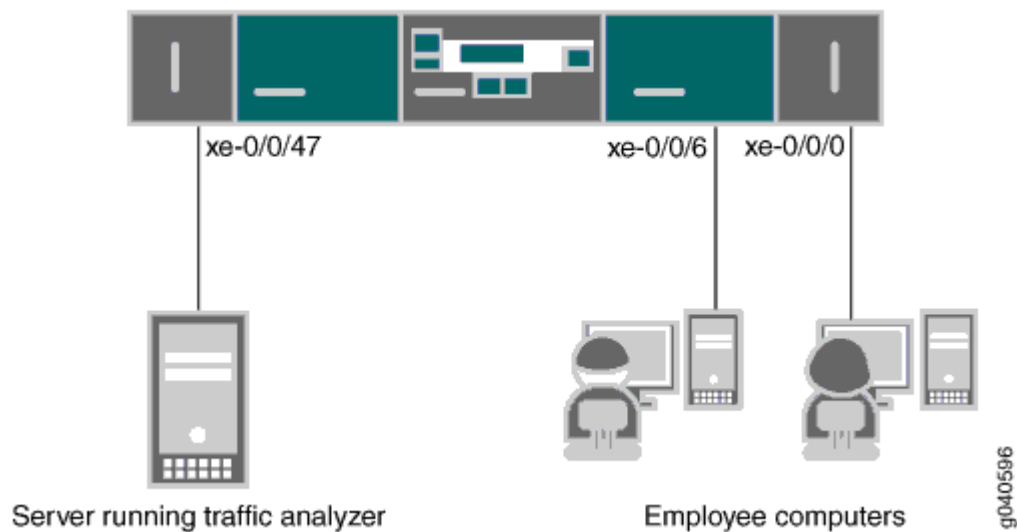 xe-0/0/47
xe-0/0/6
xe-0/0/0
Server running traffic analyzer
Employee computers
g040596